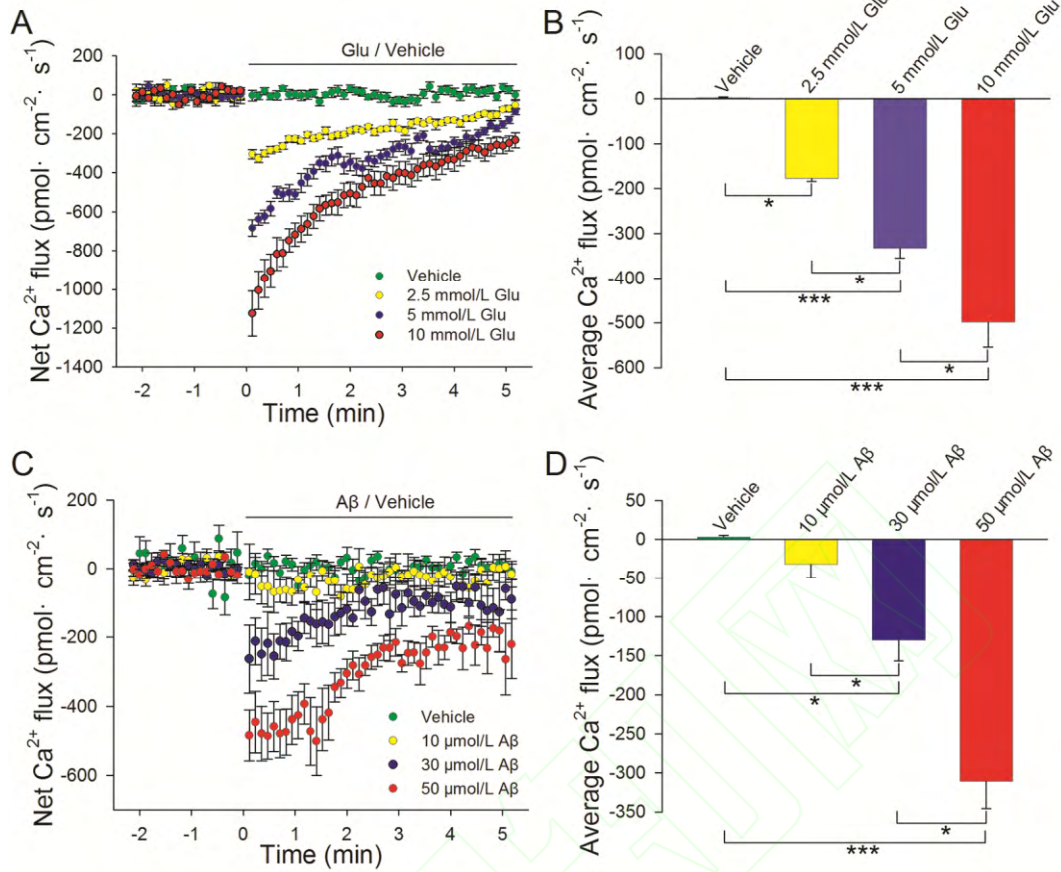 A
Net Ca²⁺ flux (pmol· cm⁻²· s⁻¹)
200
0
-200
-400
-600
-800
-1000
-1200
-1400
Glu / Vehicle
Vehicle
2.5 mmol/L Glu
5 mmol/L Glu
10 mmol/L Glu
-2
-1
0
1
2
3
4
5
Time (min)
B
Average Ca²⁺ flux (pmol· cm⁻²· s⁻¹)
100
0
-100
-200
-300
-400
-500
-600
Vehicle
2.5 mmol/L Glu
5 mmol/L Glu
10 mmol/L Glu
*
*
***
*
***
C
Net Ca²⁺ flux (pmol· cm⁻²· s⁻¹)
200
0
-200
-400
-600
Aβ / Vehicle
Vehicle
10 µmol/L Aβ
30 µmol/L Aβ
50 µmol/L Aβ
-2
-1
0
1
2
3
4
5
Time (min)
D
Average Ca²⁺ flux (pmol· cm⁻²· s⁻¹)
50
0
-50
-100
-150
-200
-250
-300
-350
Vehicle
10 µmol/L Aβ
30 µmol/L Aβ
50 µmol/L Aβ
*
*
*
***